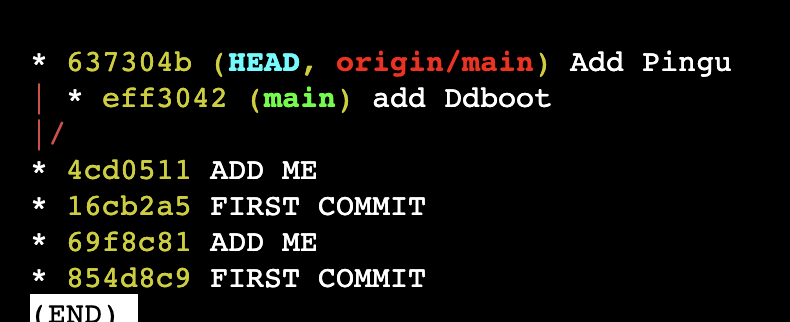 * 637304b (HEAD, origin/main) Add Pingu
| * eff3042 (main) add Ddboot
|/
* 4cd0511 ADD ME
* 16cb2a5 FIRST COMMIT
* 69f8c81 ADD ME
* 854d8c9 FIRST COMMIT
(END)